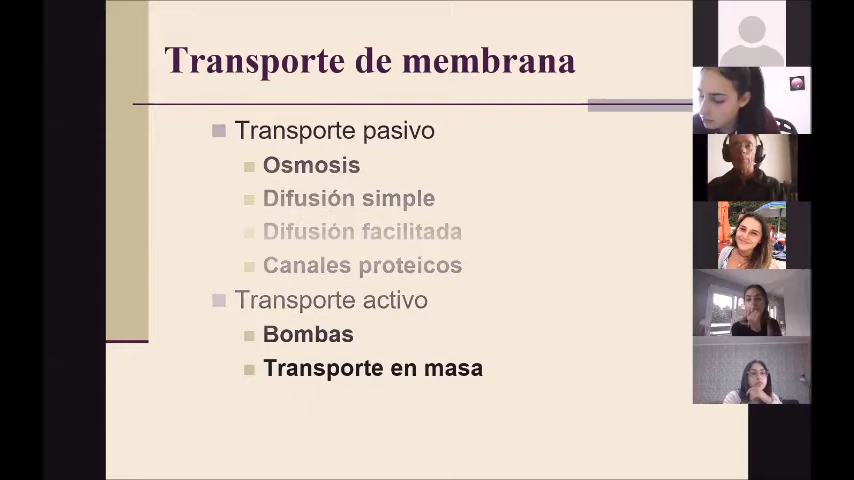 Transporte de membrana
Transporte pasivo
Osmosis
Difusión simple
Difusión facilitada
Canales proteicos
Transporte activo
Bombas
Transporte en masa